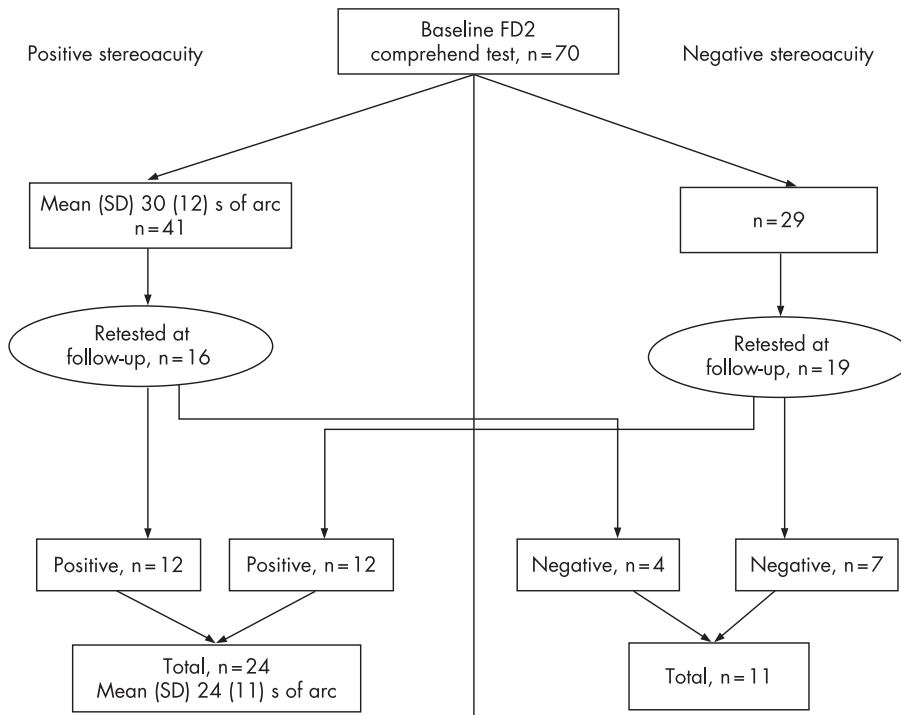 Positive stereoacuity
Baseline FD2
comprehend test, n=70
Negative stereoacuity
Mean (SD) 30 (12) s of arc
n=41
n=29
Retested at
follow-up, n=16
Retested at
follow-up, n=19
Positive, n=12
Positive, n=12
Negative, n=4
Negative, n=7
Total, n=24
Mean (SD) 24 (11) s of arc
Total, n=11